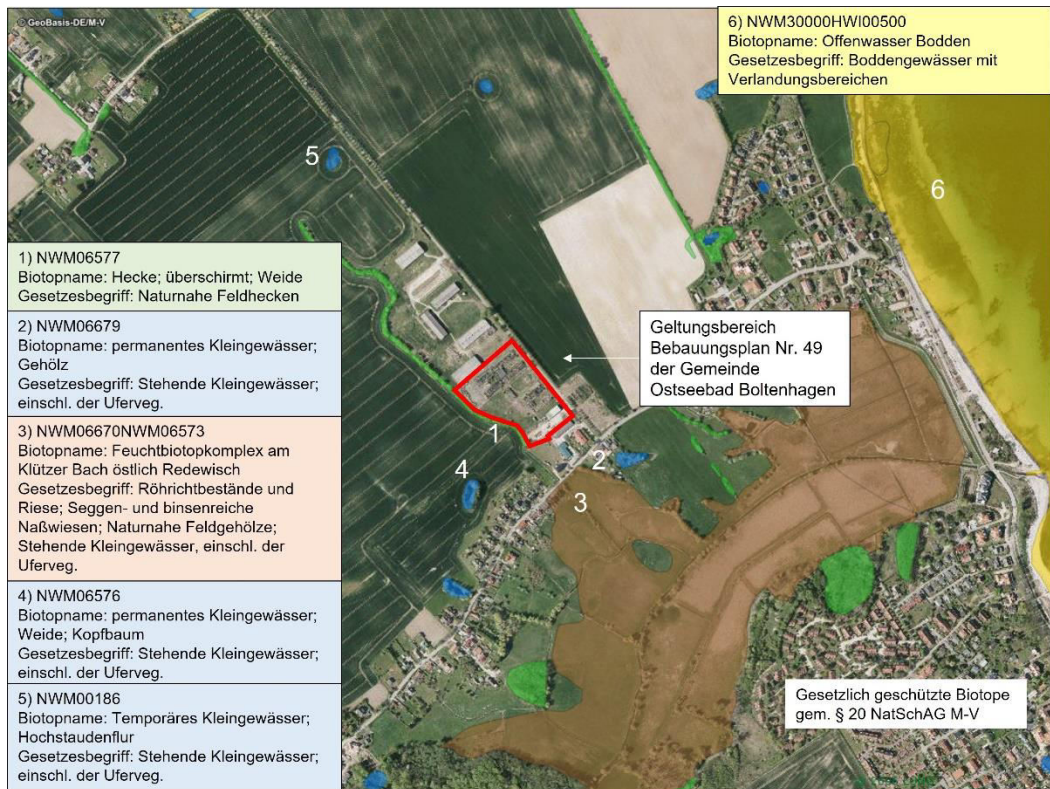 © GeoBasis-DE/M-V
6) NWM30000HWI00500
Biotopname: Offenwasser Bodden
Gesetzesbegriff: Boddengewässer mit
Verlandungsbereichen
5
6
1) NWM06577
Biotopname: Hecke; überschirmt; Weide
Gesetzesbegriff: Naturnahe Feldhecken
2) NWM06679
Biotopname: permanentes Kleingewässer;
Gehölz
Gesetzesbegriff: Stehende Kleingewässer;
einschl. der Uferveg.
3) NWM06670NWM06573
Biotopname: Feuchtbiotopkomplex am
Klützer Bach östlich Redewisch
Gesetzesbegriff: Röhrichtbestände und
Riese; Seggen- und binsenreiche
Naßwiesen; Naturnahe Feldgehölze;
Stehende Kleingewässer, einschl. der
Uferveg.
4) NWM06576
Biotopname: permanentes Kleingewässer;
Weide; Kopfbaum
Gesetzesbegriff: Stehende Kleingewässer;
einschl. der Uferveg.
5) NWM00186
Biotopname: Temporäres Kleingewässer;
Hochstaudenflur
Gesetzesbegriff: Stehende Kleingewässer;
einschl. der Uferveg.
Geltungsbereich
Bebauungsplan Nr. 49
der Gemeinde
Ostseebad Boltenhagen
1
2
4
3
Gesetzlich geschützte Biotope
gem. § 20 NatSchAG M-V